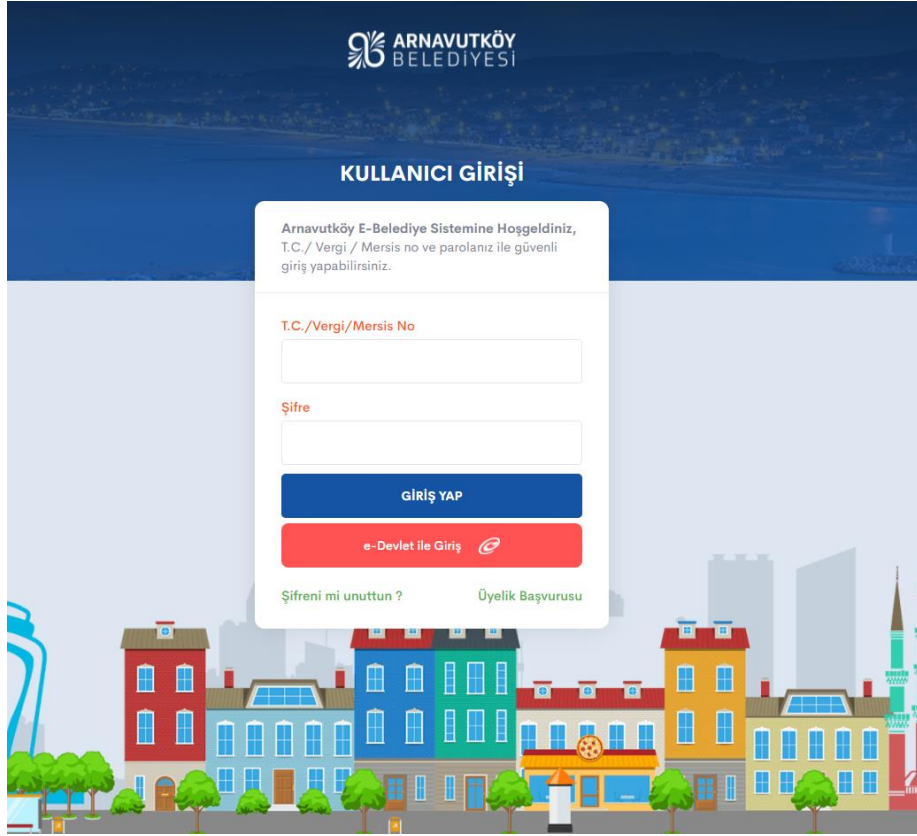 ARNAVUTKÖY
BELEDİYESİ
KULLANICI GİRİŞİ
Arnavutköy E-Belediye Sistemine Hoşgeldiniz,
T.C./ Vergi / Mersis no ve parolanız ile güvenli
giriş yapabilirsiniz.
T.C./Vergi/Mersis No
Şifre
GİRİŞ YAP
e-Devlet ile Giriş
Şifreni mi unuttun ? Üyelik Başvurusu